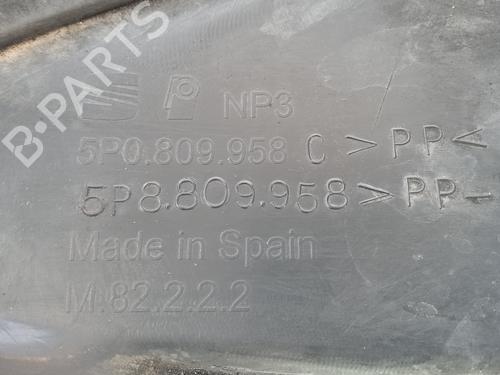 B-PARTS
NP3
5P0.809.958 C >PP<
5P8.809.958 >PP<
Made in Spain
M.82.2.2.2